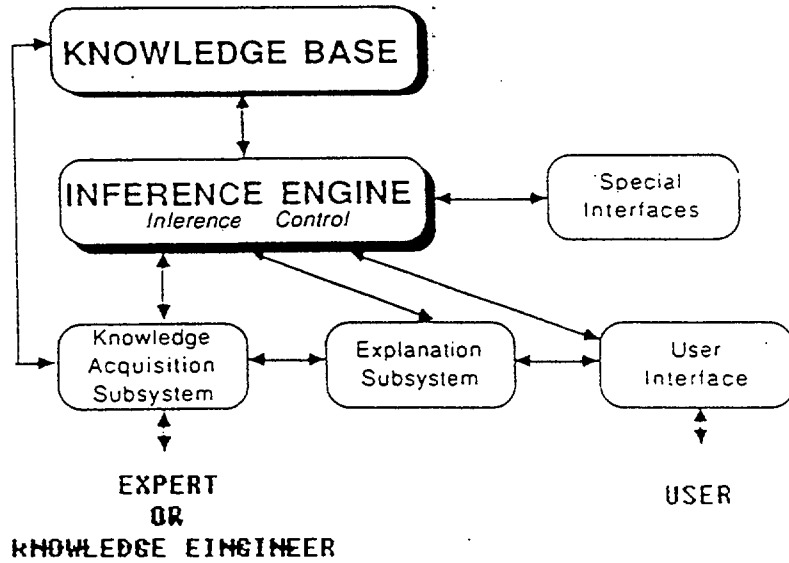 KNOWLEDGE BASE
INFERENCE ENGINE
Inference Control
Special
Interfaces
Knowledge
Acquisition
Subsystem
Explanation
Subsystem
User
Interface
EXPERT
OR
KNOWLEDGE EINGINEER
USER